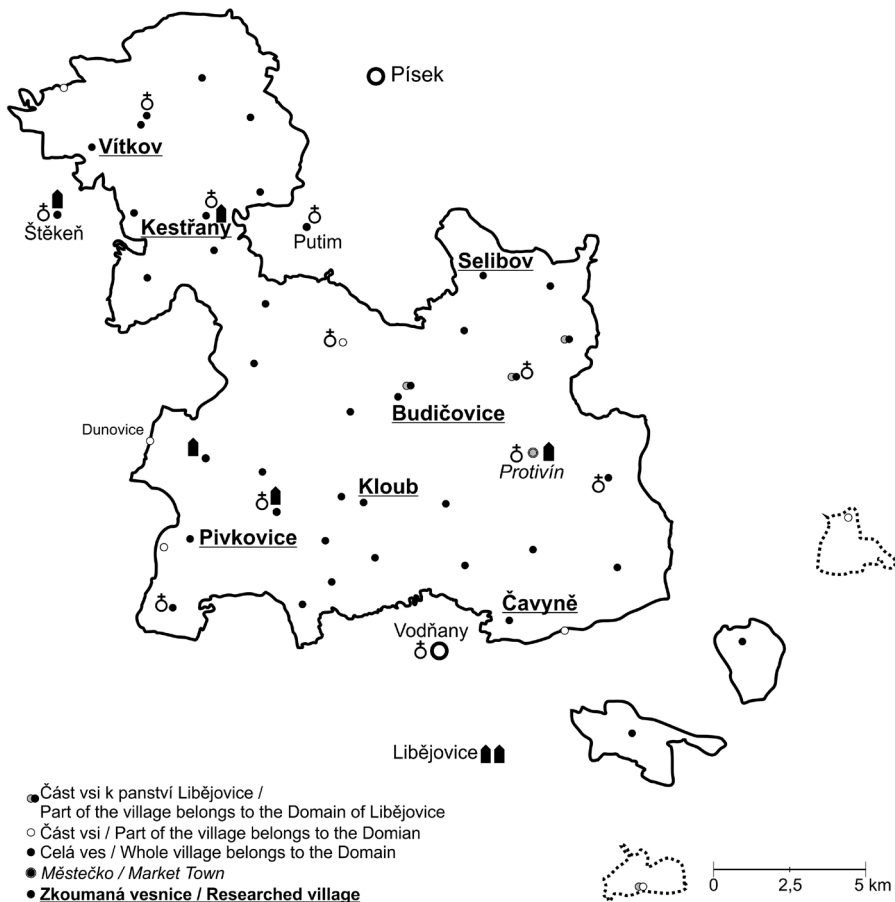 Písek
Vítkov
Štěkeň
Kestřany
Putim
Selibov
Budičovice
Dunovice
Protivín
Kloub
Pivkovice
Čavyně
Vodňany
Libějovice
Část vsi k panství Libějovice /
Part of the village belongs to the Domain of Libějovice
Část vsi / Part of the village belongs to the Domian
Celá ves / Whole village belongs to the Domain
Městečko / Market Town
Zkoumaná vesnice / Researched village
0 2,5 5 km